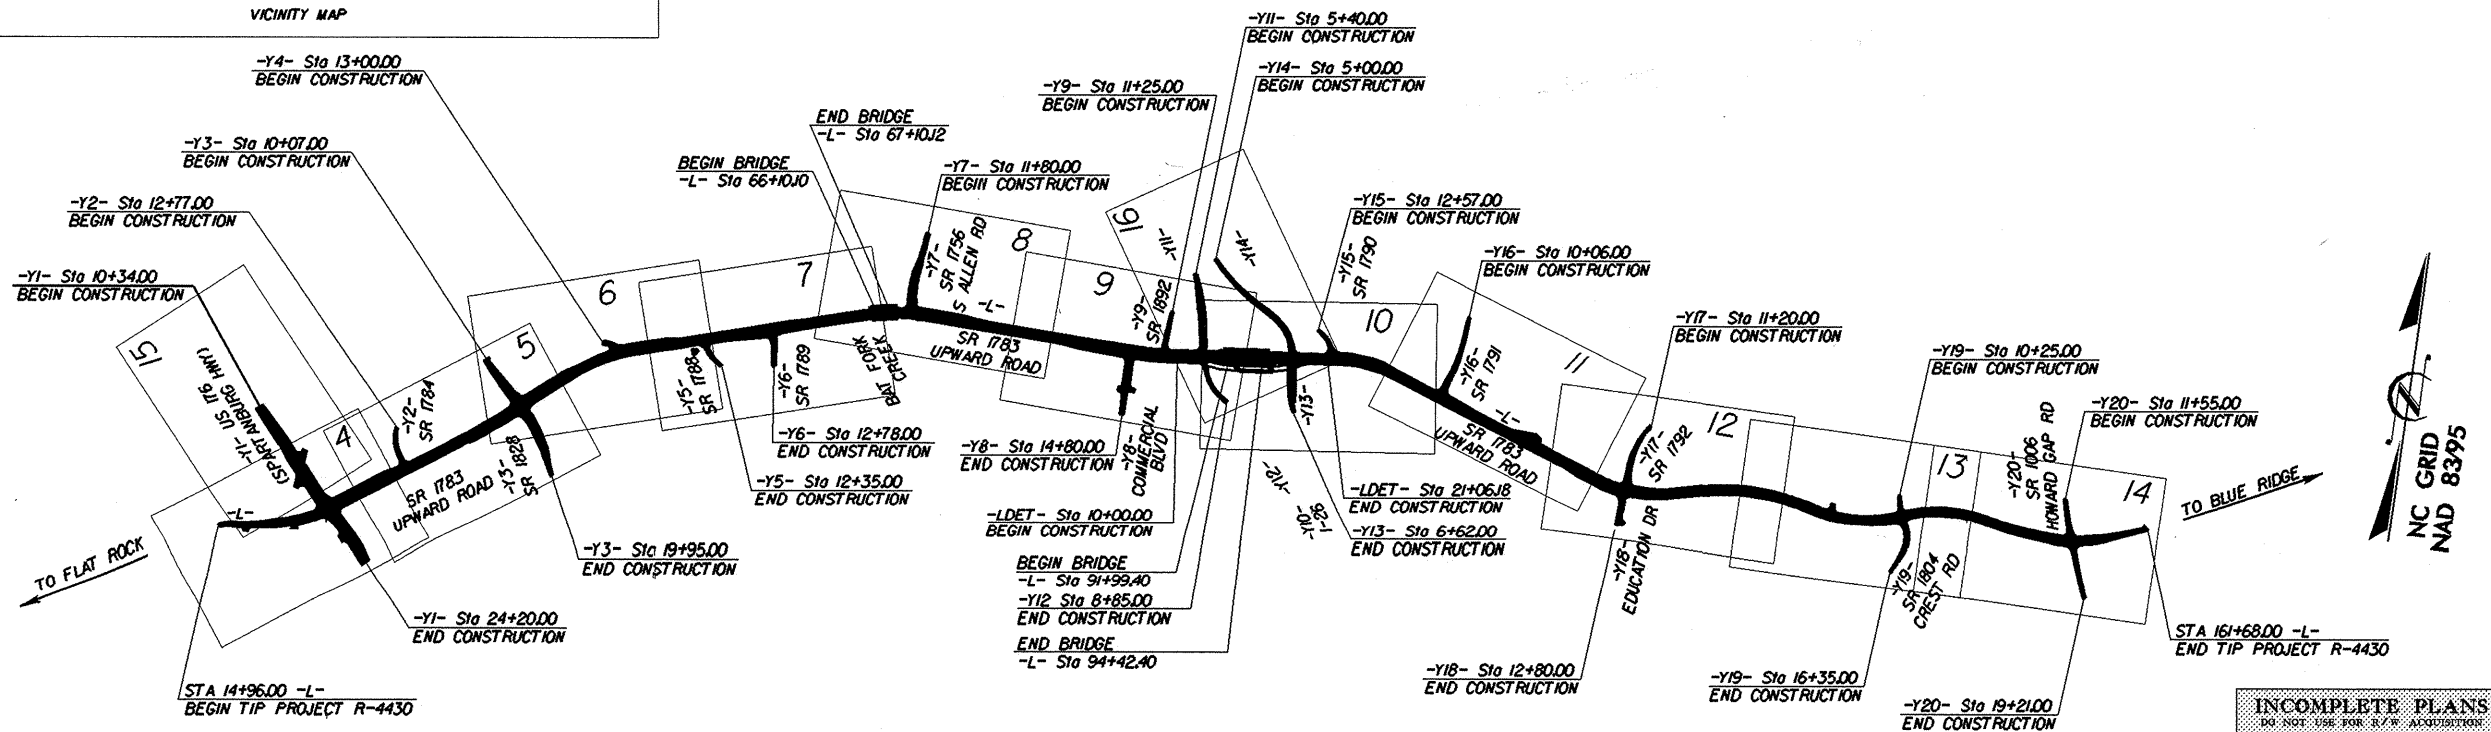 VICINITY MAP
-Y11- Sta 5+40.00
BEGIN CONSTRUCTION
-Y4- Sta 13+00.00
BEGIN CONSTRUCTION
-Y14- Sta 5+00.00
BEGIN CONSTRUCTION
-Y9- Sta 11+25.00
BEGIN CONSTRUCTION
END BRIDGE
-L- Sta 67+10.12
-Y3- Sta 10+07.00
BEGIN CONSTRUCTION
BEGIN BRIDGE
-L- Sta 66+10.10
-Y7- Sta 11+80.00
BEGIN CONSTRUCTION
-Y2- Sta 12+77.00
BEGIN CONSTRUCTION
-Y15- Sta 12+57.00
BEGIN CONSTRUCTION
-Y1- Sta 10+34.00
BEGIN CONSTRUCTION
-Y16- Sta 10+06.00
BEGIN CONSTRUCTION
-Y17- Sta 11+20.00
BEGIN CONSTRUCTION
-Y19- Sta 10+25.00
BEGIN CONSTRUCTION
-Y20- Sta 11+55.00
BEGIN CONSTRUCTION
15
4
5
6
7
8
9
16
10
11
12
13
14
-Y1- US 176
(SPARTANBURG HWY)
-L-
-Y2-
SR 1784
SR 1783
UPWARD ROAD
-Y3-
SR 1828
-Y5-
SR 1788
-Y6-
SR 1789
BAT FORK
CREEK
-Y7-
SR 1756
S ALLEN RD
-L-
SR 1783
UPWARD ROAD
-Y9-
SR 1892
-Y8-
COMMERCIAL
BLVD
-Y11-
-Y14-
-Y13-
-Y12-
-Y10-
I-26
-Y15-
SR 1790
-Y16-
SR 1791
-L-
SR 1783
UPWARD ROAD
-Y17-
SR 1792
-Y18-
EDUCATION DR
-Y19-
SR 1804
CREST RD
-Y20-
SR 1006
HOWARD GAP RD
TO FLAT ROCK
TO BLUE RIDGE
NC GRID
NAD 83/95
-Y6- Sta 12+78.00
END CONSTRUCTION
-Y8- Sta 14+80.00
END CONSTRUCTION
-Y5- Sta 12+35.00
END CONSTRUCTION
-LDET- Sta 21+06.18
END CONSTRUCTION
-LDET- Sta 10+00.00
BEGIN CONSTRUCTION
-Y13- Sta 6+62.00
END CONSTRUCTION
-Y3- Sta 19+95.00
END CONSTRUCTION
BEGIN BRIDGE
-L- Sta 91+99.40
-Y12 Sta 8+85.00
END CONSTRUCTION
END BRIDGE
-L- Sta 94+42.40
-Y1- Sta 24+20.00
END CONSTRUCTION
STA 161+68.00 -L-
END TIP PROJECT R-4430
-Y18- Sta 12+80.00
END CONSTRUCTION
-Y19- Sta 16+35.00
END CONSTRUCTION
STA 14+96.00 -L-
BEGIN TIP PROJECT R-4430
-Y20- Sta 19+21.00
END CONSTRUCTION
INCOMPLETE PLANS
DO NOT USE FOR R/W ACQUISITION